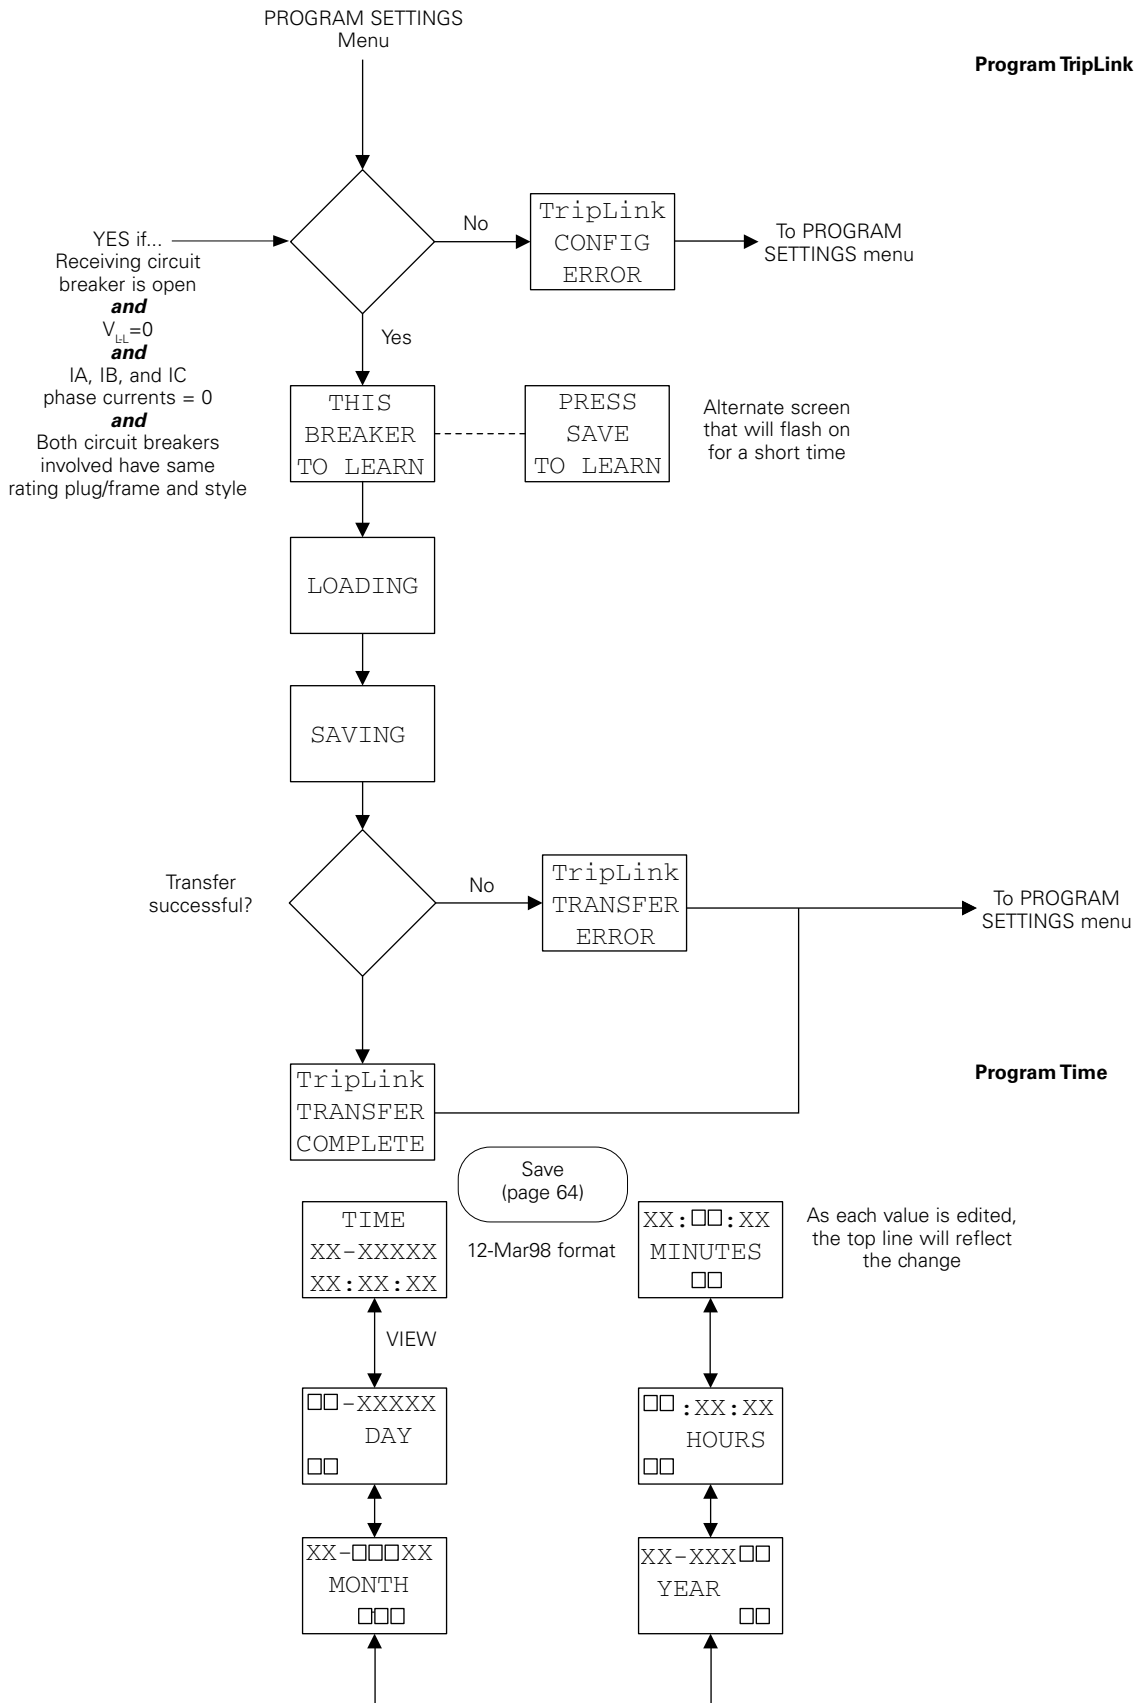 PROGRAM SETTINGS
Menu
Program TripLink
YES if...
Receiving circuit
breaker is open
and
VL-L=0
and
IA, IB, and IC
phase currents = 0
and
Both circuit breakers
involved have same
rating plug/frame and style
No
TripLink
CONFIG
ERROR
To PROGRAM
SETTINGS menu
Yes
THIS
BREAKER
TO LEARN
PRESS
SAVE
TO LEARN
Alternate screen
that will flash on
for a short time
LOADING
SAVING
Transfer
successful?
No
TripLink
TRANSFER
ERROR
To PROGRAM
SETTINGS menu
TripLink
TRANSFER
COMPLETE
Program Time
Save
(page 64)
12-Mar98 format
TIME
XX-XXXXX
XX:XX:XX
VIEW
□□-XXXXX
DAY
□□
XX-□□□XX
MONTH
□□□
XX:□□:XX
MINUTES
□□
As each value is edited,
the top line will reflect
the change
□□:XX:XX
HOURS
□□
XX-XXX□□
YEAR
□□